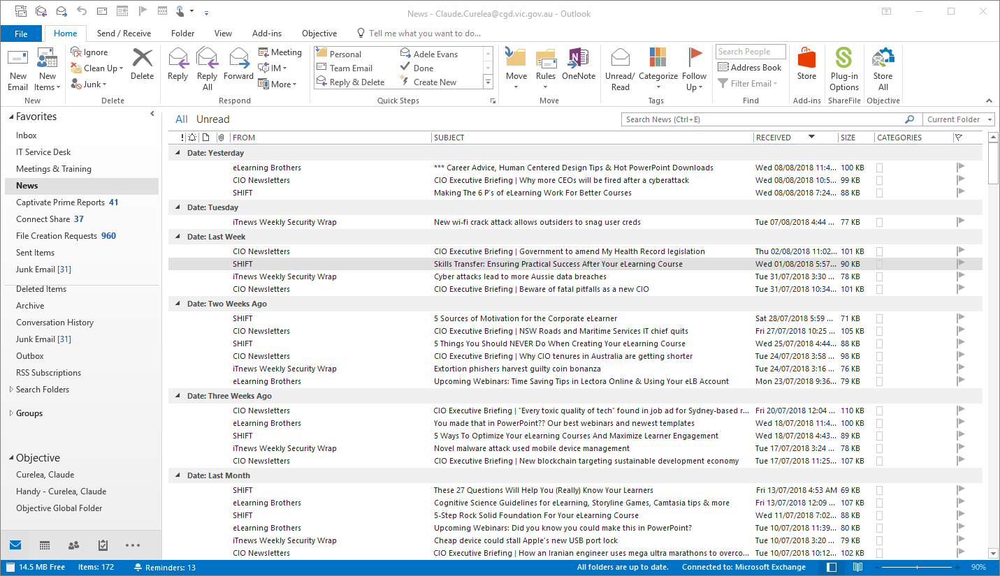 News - Claude.Curelea@cgd.vic.gov.au - Outlook
File Home Send / Receive Folder View Add-ins Objective Tell me what you want to do...
New Email
New Items
New
Ignore
Clean Up
Junk
Delete
Delete
Reply
Reply All
Forward
Meeting
IM
More
Respond
Personal
Team Email
Reply & Delete
Adele Evans
Done
Create New
Quick Steps
Move
Rules
OneNote
Move
Unread/ Read
Categorize
Follow Up
Tags
Search People
Address Book
Filter Email
Find
Store
Add-ins
Plug-in Options
ShareFile
Store All
Objective
Favorites
Inbox
IT Service Desk
Meetings & Training
News
Captivate Prime Reports 41
Connect Share 37
File Creation Requests 960
Sent Items
Junk Email [31]
Deleted Items
Archive
Conversation History
Junk Email [31]
Outbox
RSS Subscriptions
Search Folders
Groups
Objective
Curelea, Claude
Handy - Curelea, Claude
Objective Global Folder
All Unread
Search News (Ctrl+E) Current Folder
! FROM SUBJECT RECEIVED SIZE CATEGORIES
Date: Yesterday
eLearning Brothers *** Career Advice, Human Centered Design Tips & Hot PowerPoint Downloads Wed 08/08/2018 11:4... 100 KB
CIO Newsletters CIO Executive Briefing | Why more CEOs will be fired after a cyberattack Wed 08/08/2018 10:5... 99 KB
SHIFT Making The 6 P's of eLearning Work For Better Courses Wed 08/08/2018 7:24... 88 KB
Date: Tuesday
iTnews Weekly Security Wrap New wi-fi crack attack allows outsiders to snag user creds Tue 07/08/2018 4:44 ... 77 KB
Date: Last Week
CIO Newsletters CIO Executive Briefing | Government to amend My Health Record legislation Thu 02/08/2018 11:02... 101 KB
SHIFT Skills Transfer: Ensuring Practical Success After Your eLearning Course Wed 01/08/2018 5:57... 90 KB
iTnews Weekly Security Wrap Cyber attacks lead to more Aussie data breaches Tue 31/07/2018 3:30 ... 78 KB
CIO Newsletters CIO Executive Briefing | Beware of fatal pitfalls as a new CIO Tue 31/07/2018 10:34... 101 KB
Date: Two Weeks Ago
SHIFT 5 Sources of Motivation for the Corporate eLearner Sat 28/07/2018 5:59 ... 71 KB
CIO Newsletters CIO Executive Briefing | NSW Roads and Maritime Services IT chief quits Fri 27/07/2018 10:25 ... 105 KB
SHIFT 5 Things You Should NEVER Do When Creating Your eLearning Course Wed 25/07/2018 4:44... 88 KB
CIO Newsletters CIO Executive Briefing | Why CIO tenures in Australia are getting shorter Tue 24/07/2018 3:58 ... 98 KB
iTnews Weekly Security Wrap Extortion phishers harvest guilty coin bonanza Tue 24/07/2018 3:16 ... 76 KB
eLearning Brothers Upcoming Webinars: Time Saving Tips in Lectora Online & Using Your eLB Account Mon 23/07/2018 9:36... 79 KB
Date: Three Weeks Ago
CIO Newsletters CIO Executive Briefing | "Every toxic quality of tech" found in job ad for Sydney-based r... Fri 20/07/2018 12:04 ... 110 KB
eLearning Brothers You made that in PowerPoint?? Our best webinars and newest templates Wed 18/07/2018 11:4... 100 KB
SHIFT 5 Ways To Optimize Your eLearning Courses And Maximize Learner Engagement Wed 18/07/2018 4:43... 89 KB
iTnews Weekly Security Wrap Novel malware attack used mobile device management Tue 17/07/2018 3:24 ... 78 KB
CIO Newsletters CIO Executive Briefing | New blockchain targeting sustainable development economy Tue 17/07/2018 11:25... 107 KB
Date: Last Month
SHIFT These 27 Questions Will Help You (Really) Know Your Learners Fri 13/07/2018 4:53 AM 69 KB
eLearning Brothers Cognitive Science Guidelines for eLearning, Storyline Games, Camtasia tips & more Fri 13/07/2018 12:09 ... 107 KB
SHIFT 5-Step Rock Solid Foundation For Your eLearning Course Wed 11/07/2018 7:02... 88 KB
eLearning Brothers Upcoming Webinars: Did you know you could make this in PowerPoint? Tue 10/07/2018 11:39... 80 KB
iTnews Weekly Security Wrap Cheap device could stall Apple's new USB port lock Tue 10/07/2018 3:20 ... 79 KB
CIO Newsletters CIO Executive Briefing | How an Iranian engineer uses mega ultra marathons to overco... Tue 10/07/2018 10:12... 102 KB
14.5 MB Free Items: 172 Reminders: 13 All folders are up to date. Connected to: Microsoft Exchange 90%